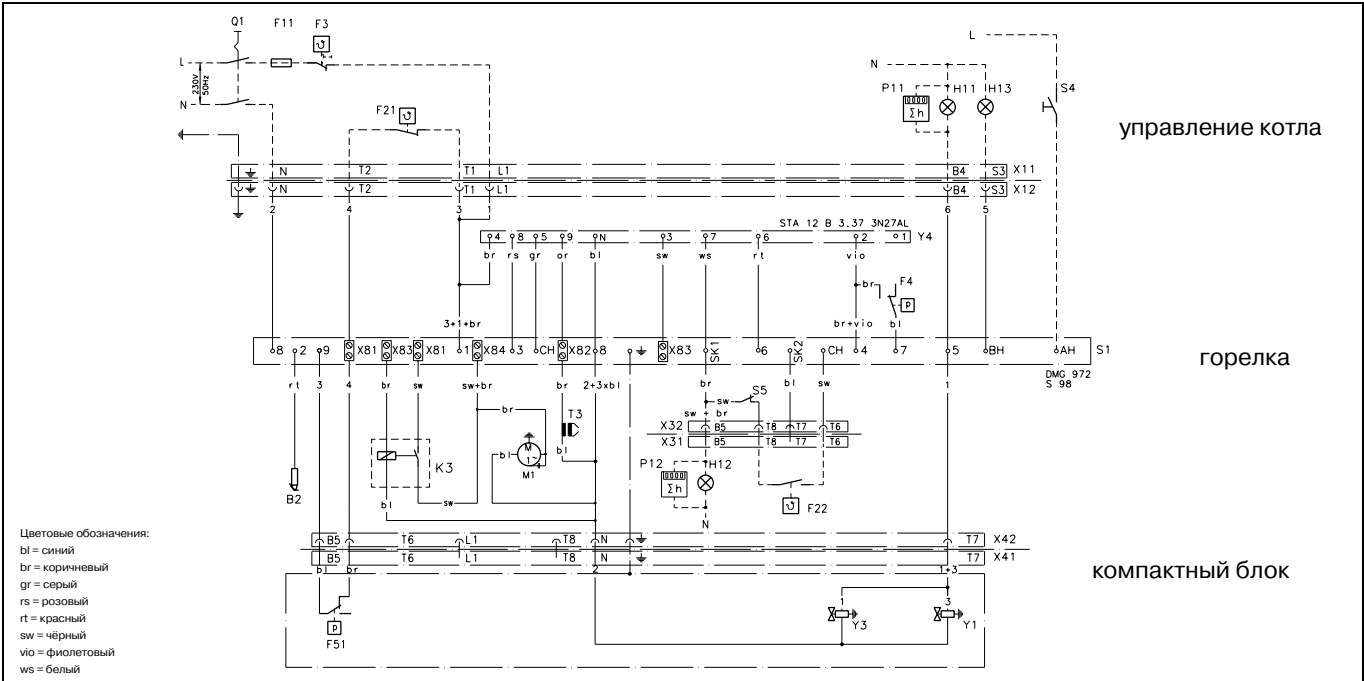 Q1 F11 F3
L
230V
50Hz
N
L
N
P11 H11 H13 S4
Σh
F21
управление котла
N T2 T1 L1 B4 S3 X11
N T2 T1 L1 B4 S3 X12
2 4 3 1 6 5
STA 12 B 3.37 3N27AL
4 8 5 9 N 3 7 6 2 1 Y4
br rs gr or bl sw ws rt vio
br F4
P
3+1+br br+vio bl
8 2 9 X81 X83 X81 1 X84 3 CH X82 8 X83 SK1 6 SK2 CH 4 7 5 BH AH S1
горелка
DMG 972
S 98
rt 3 4 br sw sw+br br 2+3xbl br bl sw 1
br T3 sw S5
sw + br
X32 B5 T8 T7 T6
X31 B5 T8 T7 T6
K3 bl M 1~ bl
M1
P12 H12
Σh
B2 sw F22
bl N
Цветовые обозначения:
bl = синий
br = коричневый
gr = серый
rs = розовый
rt = красный
sw = чёрный
vio = фиолетовый
ws = белый
B5 T6 L1 T8 N T7 X42
B5 T6 L1 T8 N T7 X41
bl br 2 1+3
компактный блок
1 3
P Y3 Y1
F51